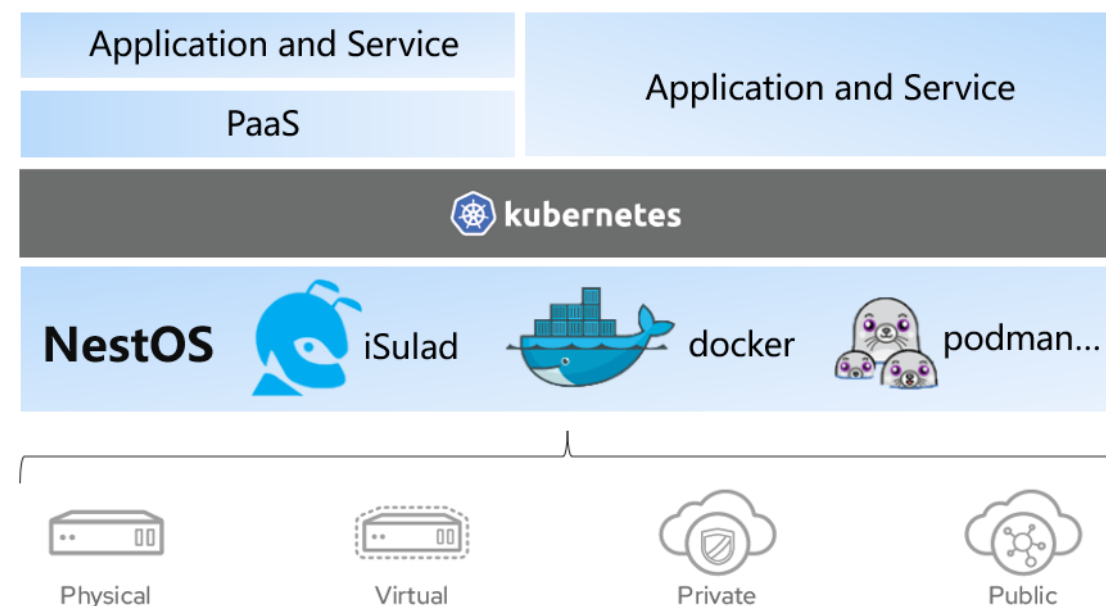 Application and Service
Application and Service
PaaS
kubernetes
NestOS
iSulad
docker
podman...
Physical
Virtual
Private
Public